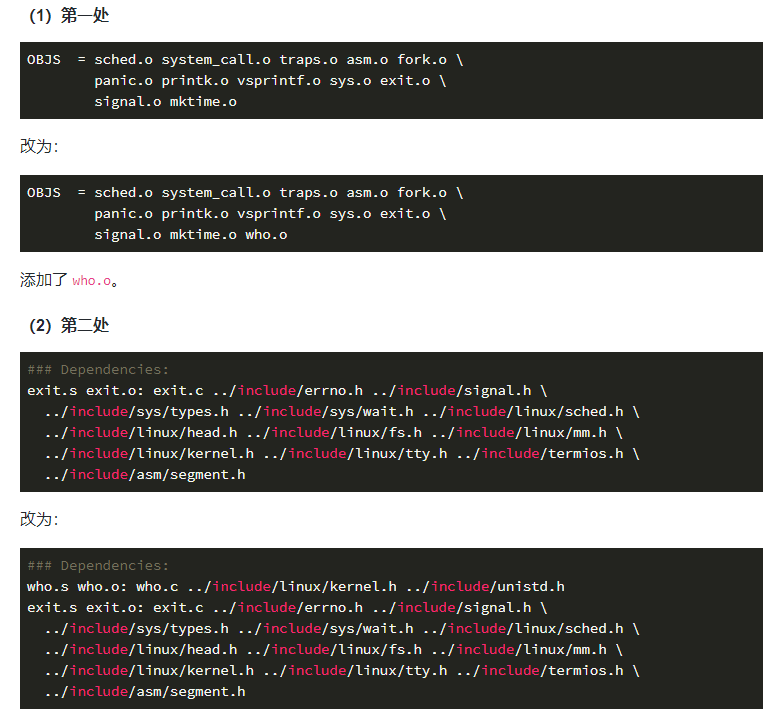 （1）第一处
OBJS  = sched.o system_call.o traps.o asm.o fork.o \
        panic.o printk.o vsprintf.o sys.o exit.o \
        signal.o mktime.o
改为：
OBJS  = sched.o system_call.o traps.o asm.o fork.o \
        panic.o printk.o vsprintf.o sys.o exit.o \
        signal.o mktime.o who.o
添加了 who.o。
（2）第二处
### Dependencies:
exit.s exit.o: exit.c ../include/errno.h ../include/signal.h \
  ../include/sys/types.h ../include/sys/wait.h ../include/linux/sched.h \
  ../include/linux/head.h ../include/linux/fs.h ../include/linux/mm.h \
  ../include/linux/kernel.h ../include/linux/tty.h ../include/termios.h \
  ../include/asm/segment.h
改为：
### Dependencies:
who.s who.o: who.c ../include/linux/kernel.h ../include/unistd.h
exit.s exit.o: exit.c ../include/errno.h ../include/signal.h \
  ../include/sys/types.h ../include/sys/wait.h ../include/linux/sched.h \
  ../include/linux/head.h ../include/linux/fs.h ../include/linux/mm.h \
  ../include/linux/kernel.h ../include/linux/tty.h ../include/termios.h \
  ../include/asm/segment.h